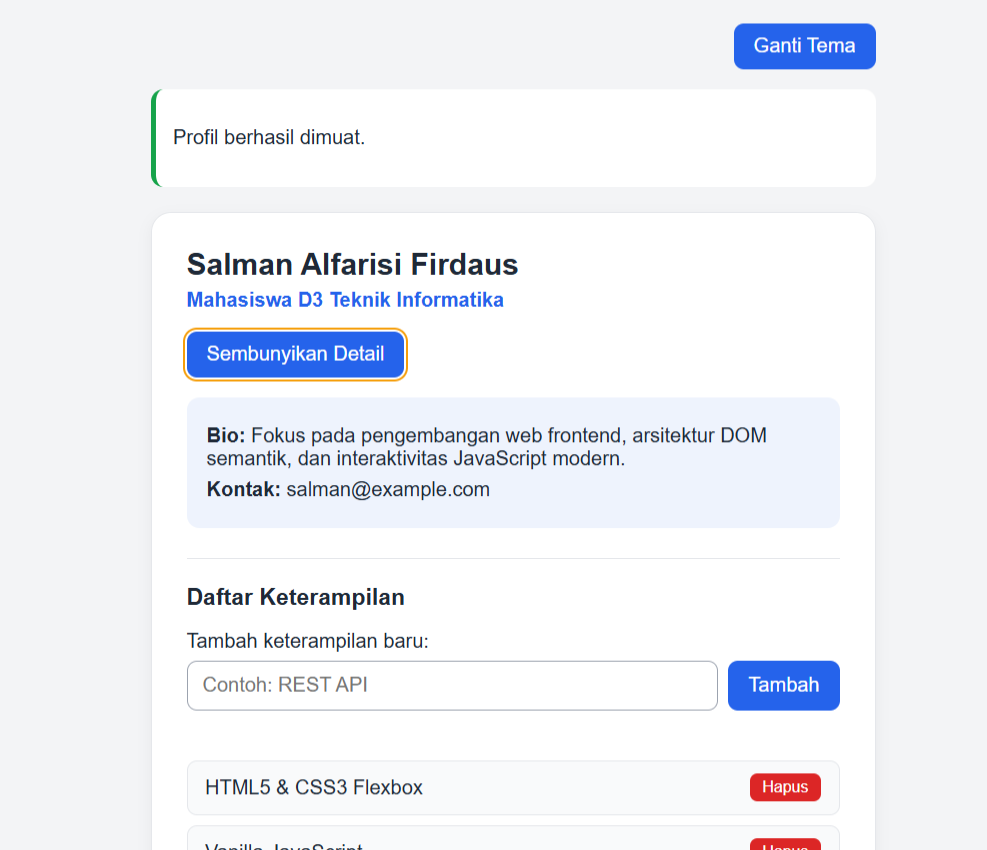 Ganti Tema
Profil berhasil dimuat.
Salman Alfarisi Firdaus
Mahasiswa D3 Teknik Informatika
Sembunyikan Detail
Bio: Fokus pada pengembangan web frontend, arsitektur DOM
semantik, dan interaktivitas JavaScript modern.
Kontak: salman@example.com
Daftar Keterampilan
Tambah keterampilan baru:
Contoh: REST API
Tambah
HTML5 & CSS3 Flexbox
Hapus
Vanilla JavaScript
Hapus